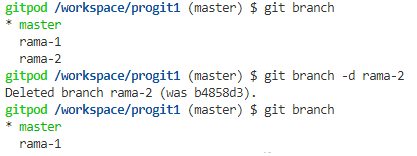 gitpod /workspace/progit1 (master) $ git branch
* master
  rama-1
  rama-2
gitpod /workspace/progit1 (master) $ git branch -d rama-2
Deleted branch rama-2 (was b4858d3).
gitpod /workspace/progit1 (master) $ git branch
* master
  rama-1